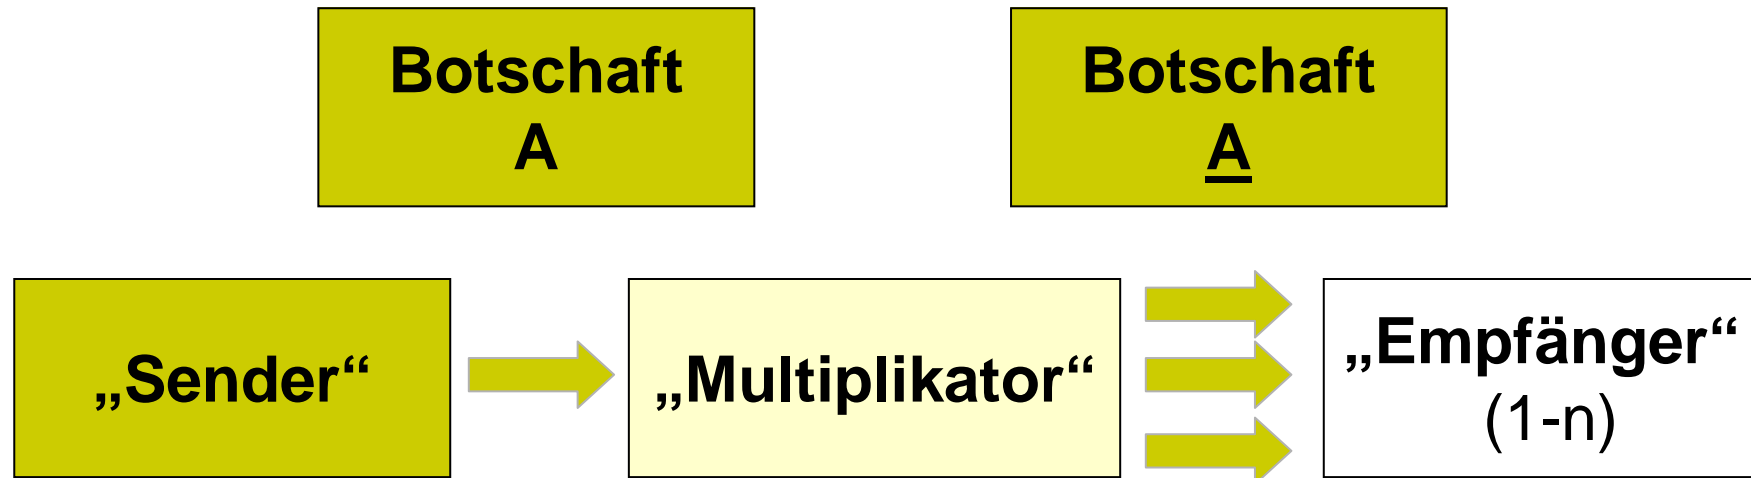 Botschaft
A
Botschaft
A
„Sender“
„Multiplikator“
„Empfänger“
(1-n)